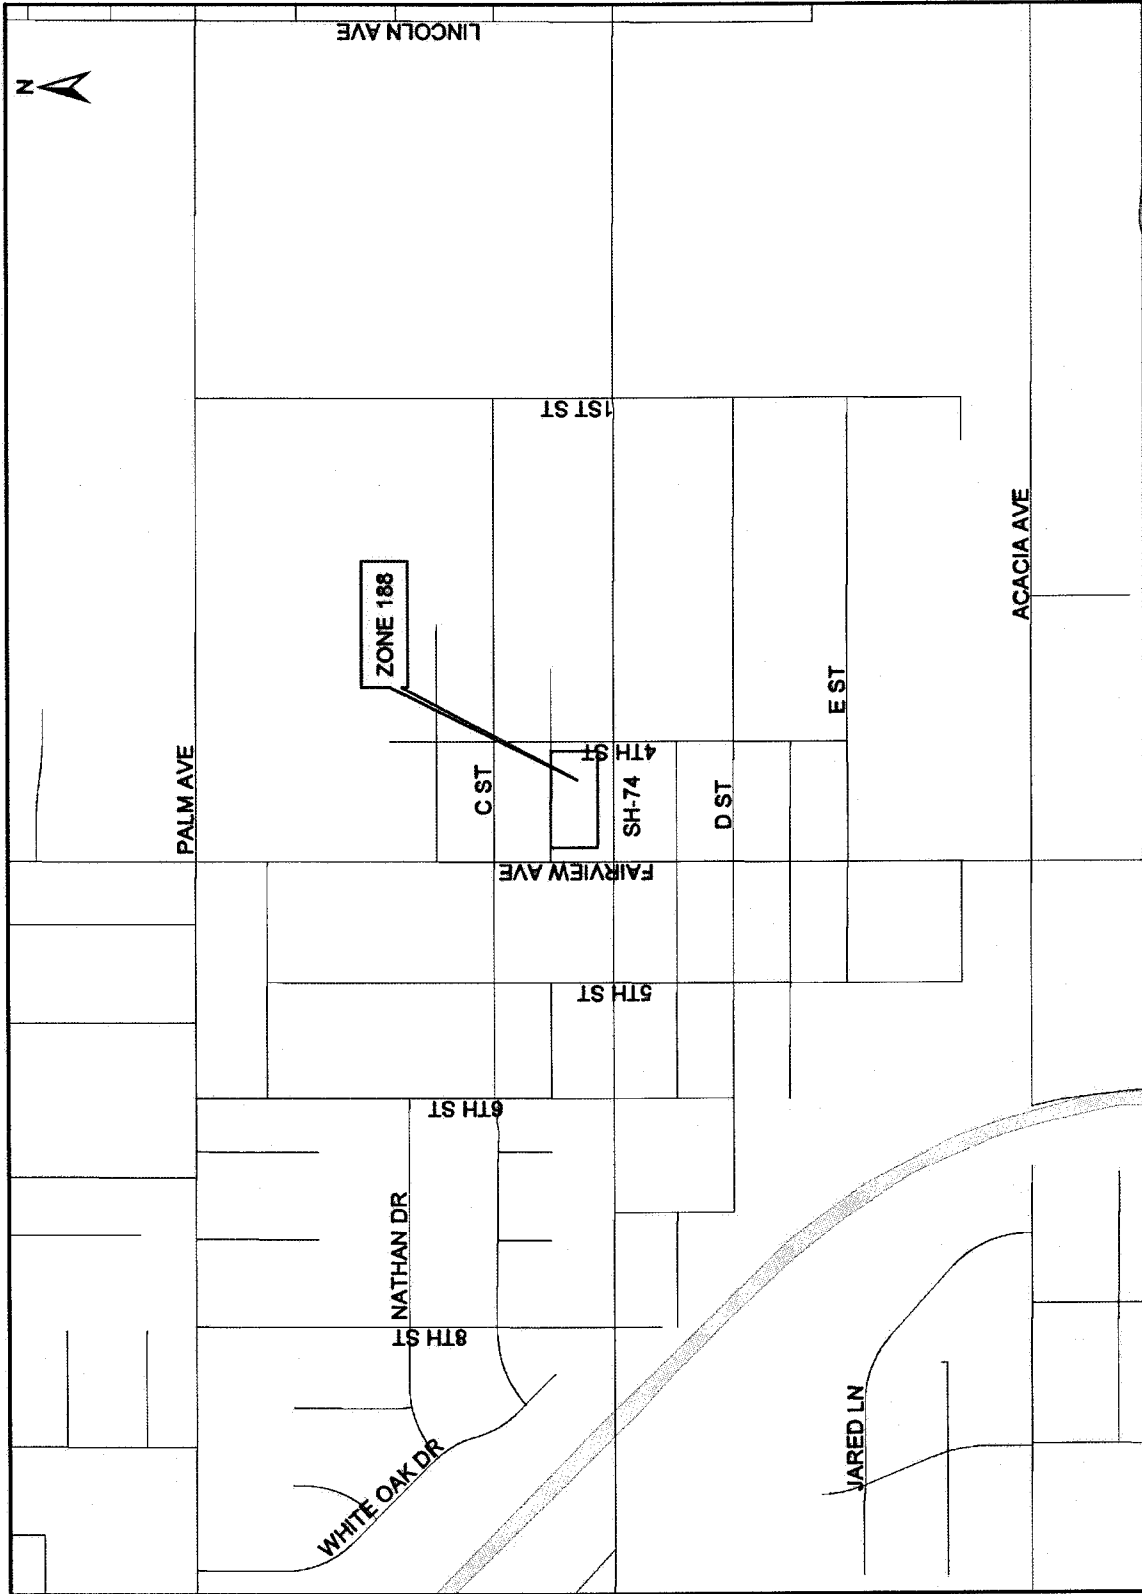 LINCOLN AVE
N
1ST ST
ACACIA AVE
ZONE 188
E ST
4TH ST
PALM AVE
C ST
SH-74
D ST
FAIRVIEW AVE
5TH ST
6TH ST
NATHAN DR
8TH ST
JARED LN
WHITE OAK DR